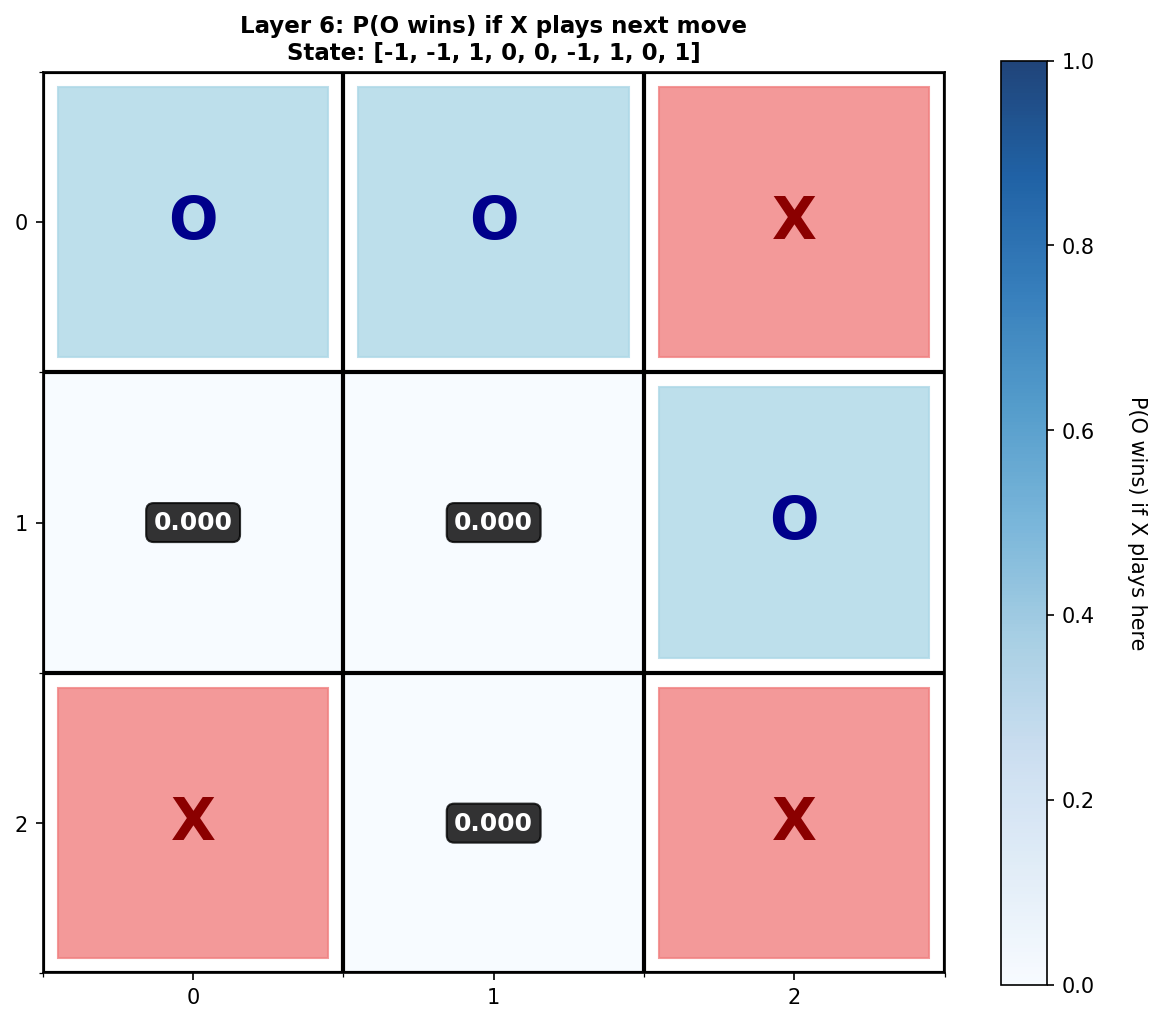 Layer 6: P(O wins) if X plays next move
State: [-1, -1, 1, 0, 0, -1, 1, 0, 1]
1.0
0.8
0.6
0.4
0.2
0.0
P(O wins) if X plays here
0
O
O
X
1
0.000
0.000
O
2
X
0.000
X
0
1
2